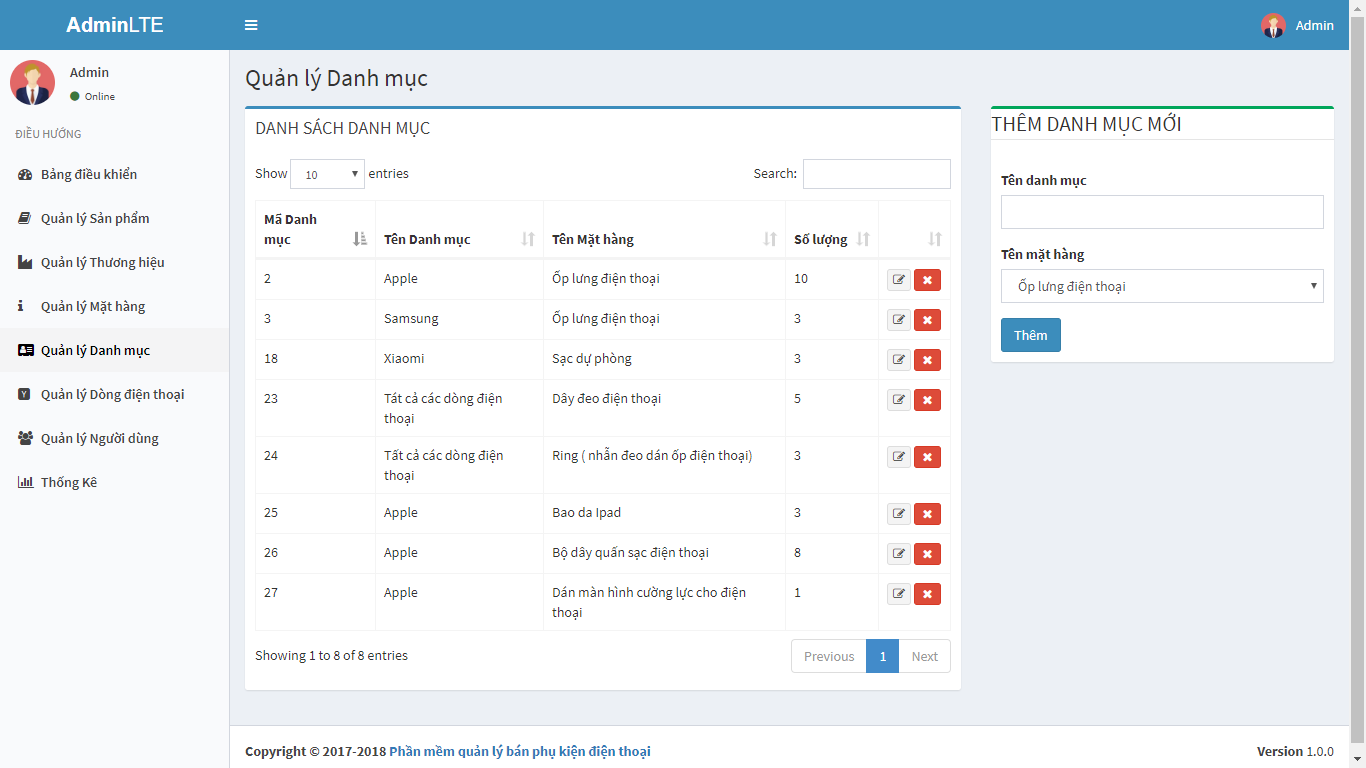 AdminLTE
Admin
Admin
Online
ĐIỀU HƯỚNG
Bảng điều khiển
Quản lý Sản phẩm
Quản lý Thương hiệu
Quản lý Mặt hàng
Quản lý Danh mục
Quản lý Dòng điện thoại
Quản lý Người dùng
Thống Kê
Quản lý Danh mục
DANH SÁCH DANH MỤC
Show 10 entries Search:
Mã Danh
mục Tên Danh mục Tên Mặt hàng Số lượng
2 Apple Ốp lưng điện thoại 10
3 Samsung Ốp lưng điện thoại 3
18 Xiaomi Sạc dự phòng 3
23 Tất cả các dòng điện Dây đeo điện thoại 5
thoại
24 Tất cả các dòng điện Ring ( nhẫn đeo dán ốp điện thoại) 3
thoại
25 Apple Bao da Ipad 3
26 Apple Bộ dây quấn sạc điện thoại 8
27 Apple Dán màn hình cường lực cho điện 1
thoại
Showing 1 to 8 of 8 entries Previous 1 Next
THÊM DANH MỤC MỚI
Tên danh mục
Tên mặt hàng
Ốp lưng điện thoại
Thêm
Copyright © 2017-2018 Phần mềm quản lý bán phụ kiện điện thoại Version 1.0.0